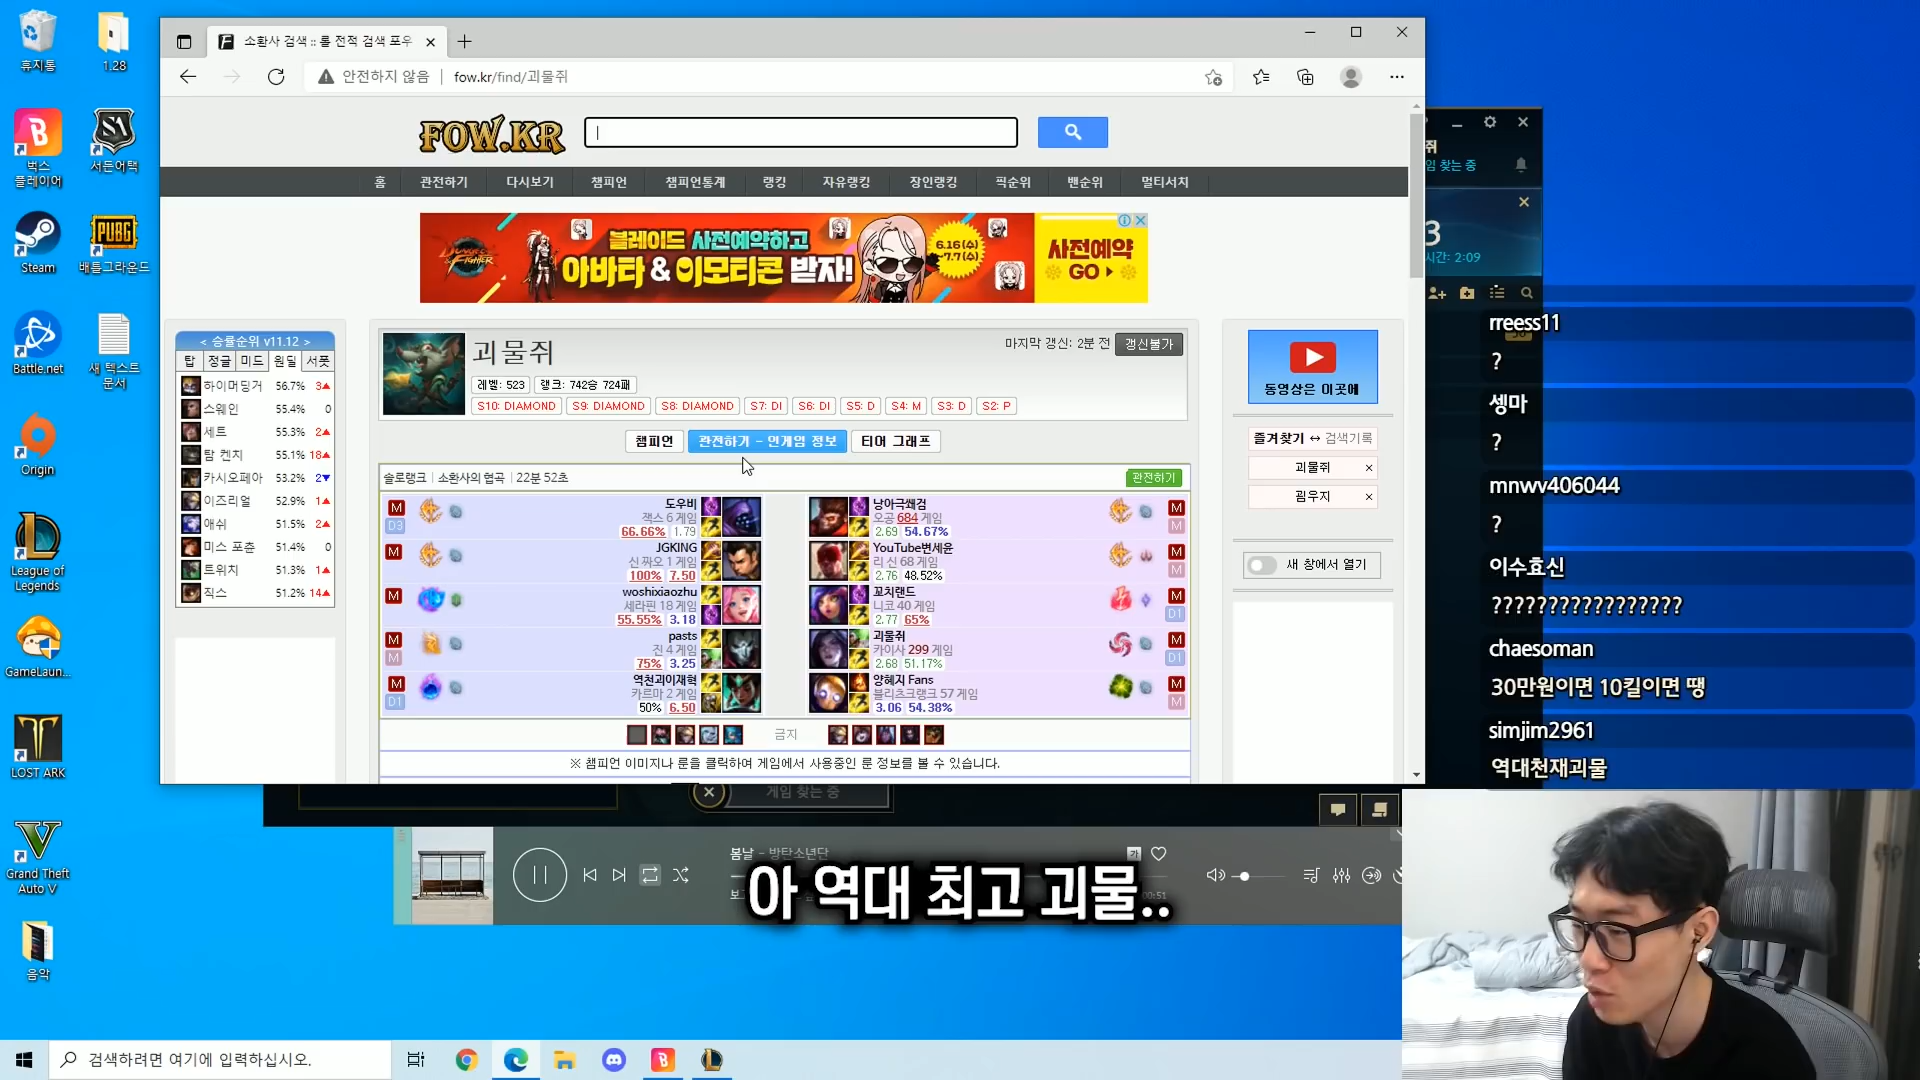 휴지통
1.28
벅스
플레이어
서든어택
Steam
배틀그라운드
Battle.net
새 텍스트
문서
Origin
League of
Legends
GameLaun...
LOST ARK
Grand Theft
Auto V
음악
소환사 검색 :: 롤 전적 검색 포우
안전하지 않음
fow.kr/find/괴물쥐
FOW.KR
홈 관전하기 다시보기 챔피언 챔피언통계 랭킹 자유랭킹 장인랭킹 픽순위 벤순위 멀티서치
블레이드 사전예약하고
아바타 & 이모티콘 받자!
6.16(수)
~7.7(수)
사전예약
GO
< 승률순위 v11.12 >
탑 정글 미드 원딜 서폿
하이머딩거 56.7% 3▲
스웨인 55.4% 0
세트 55.3% 2▲
탐 켄치 55.1% 18▲
카시오페아 53.2% 2▼
이즈리얼 52.9% 1▲
애쉬 51.5% 2▲
미스 포츈 51.4% 0
트위치 51.3% 1▲
직스 51.2% 14▲
괴물쥐
마지막 갱신: 2분 전 갱신불가
레벨: 523 랭크: 742승 724패
S10: DIAMOND S9: DIAMOND S8: DIAMOND S7: DI S6: DI S5: D S4: M S3: D S2: P
챔피언 관전하기 - 인게임 정보 티어 그래프
솔로랭크 소환사의 협곡 22분 52초 관전하기
M
D3
도우비
잭스 6 게임
66.66% 1.79
낭아극쐐검
오공 684 게임
2.69 54.67%
M
M
M
JGKING
신 짜오 1 게임
100% 7.50
YouTube변세윤
리 신 68 게임
2.76 48.52%
M
M
M
woshixiaozhu
세라핀 18 게임
55.55% 3.18
꼬치랜드
니코 40 게임
2.77 65%
M
D1
M
M
pasts
진 4 게임
75% 3.25
괴물쥐
카이사 299 게임
2.68 51.17%
M
D1
M
D1
역천괴이재혁
카르마 2 게임
50% 6.50
양혜지 Fans
블리츠크랭크 57 게임
3.06 54.38%
M
M
금지
※ 챔피언 이미지나 룬을 클릭하여 게임에서 사용중인 룬 정보를 볼 수 있습니다.
동영상은 이곳에
즐겨찾기 ↔ 검색기록
괴물쥐 ×
굄우지 ×
새 창에서 열기
쥐
임 찾는 중
3
시간: 2:09
rreess11
?
셍마
?
mnwv406044
?
이수효신
?????????????????
chaesoman
30만원이면 10킬이면 땡
simjim2961
역대천재괴물
게임 찾는 중
봄날 - 방탄소년단
가
아 역대 최고 괴물..
검색하려면 여기에 입력하십시오.